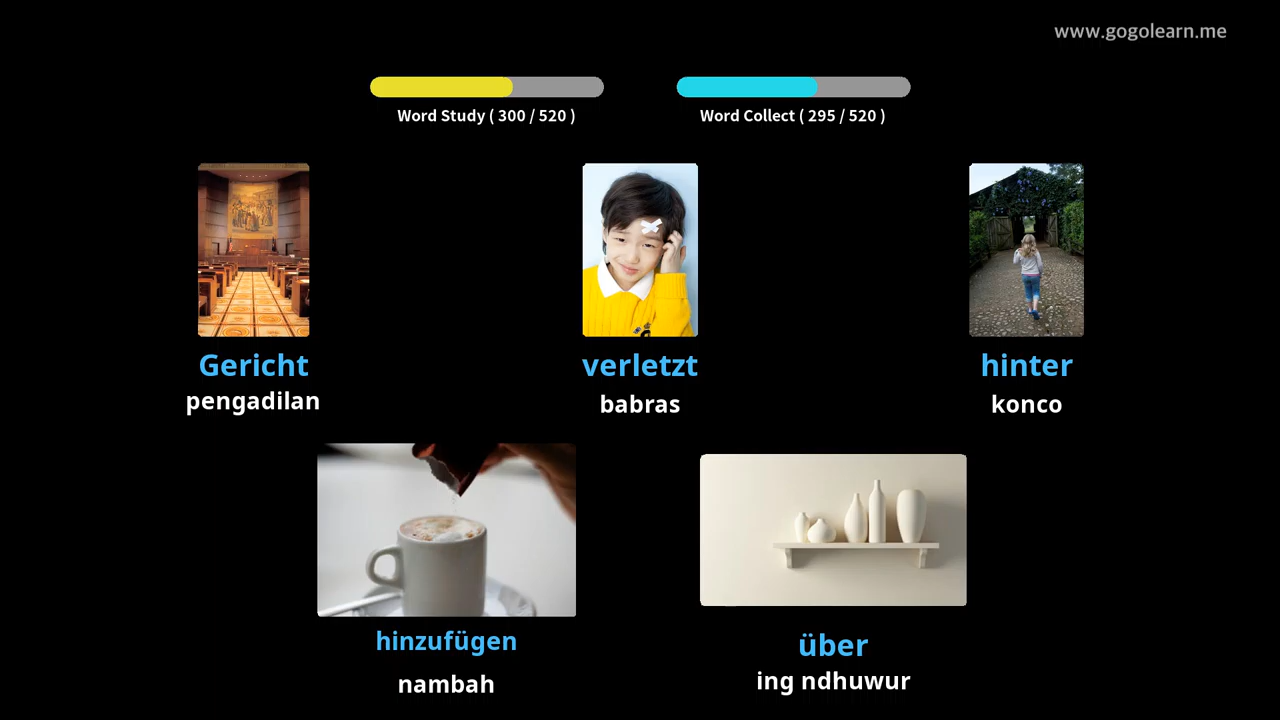 www.gogolearn.me
Word Study ( 300 / 520 )
Word Collect ( 295 / 520 )
Gericht
pengadilan
verletzt
babras
hinter
konco
hinzufügen
nambah
über
ing ndhuwur